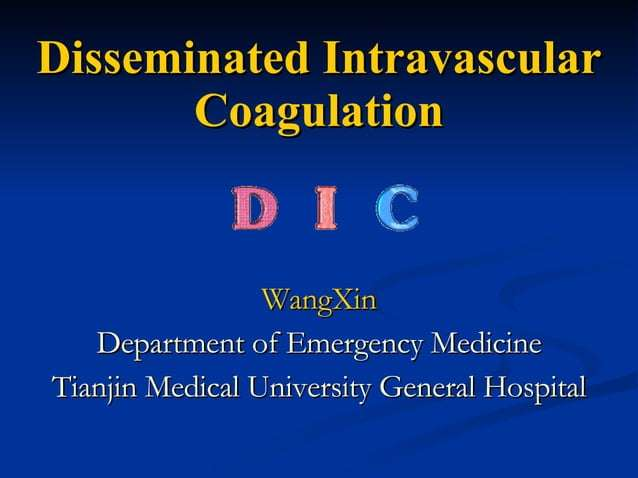 Disseminated Intravascular
Coagulation
D I C
WangXin
Department of Emergency Medicine
Tianjin Medical University General Hospital